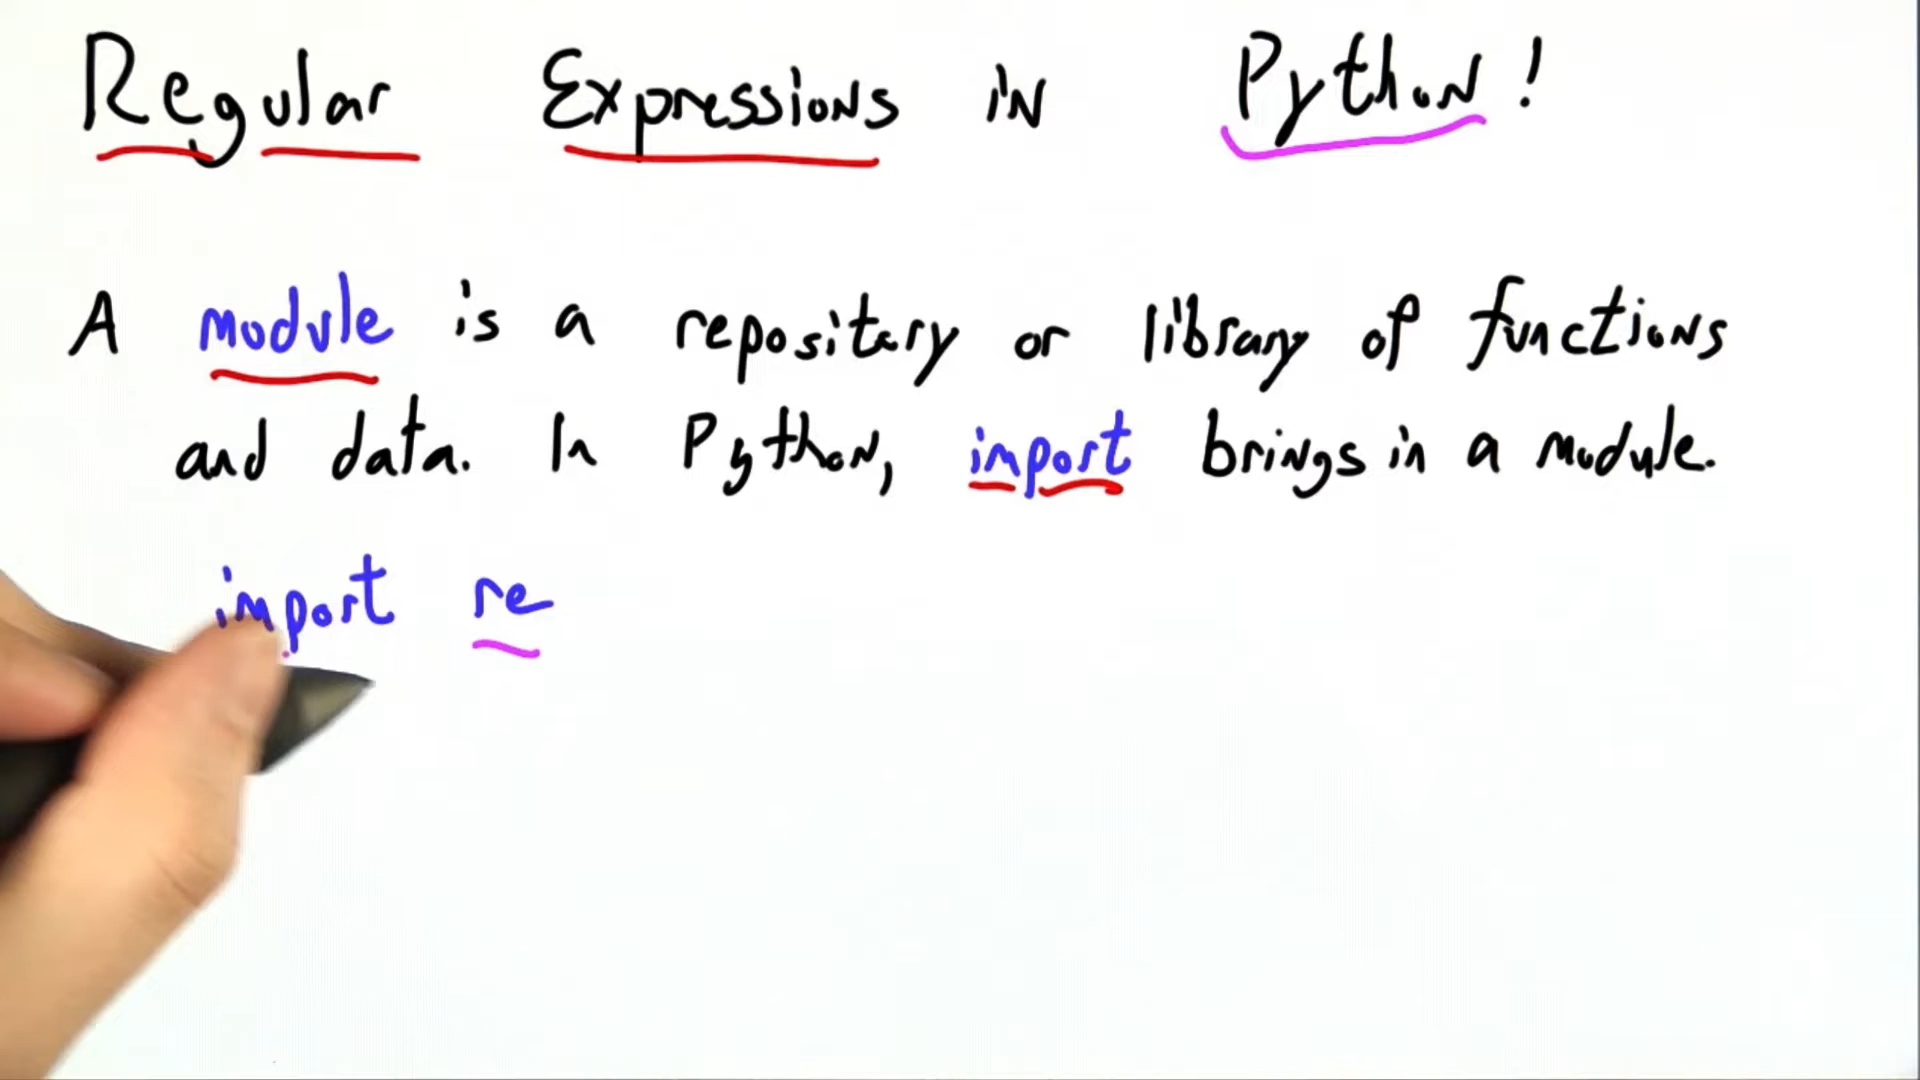 Regular Expressions in Python!
A module is a repository or library of functions
and data. In Python, import brings in a module.
import re